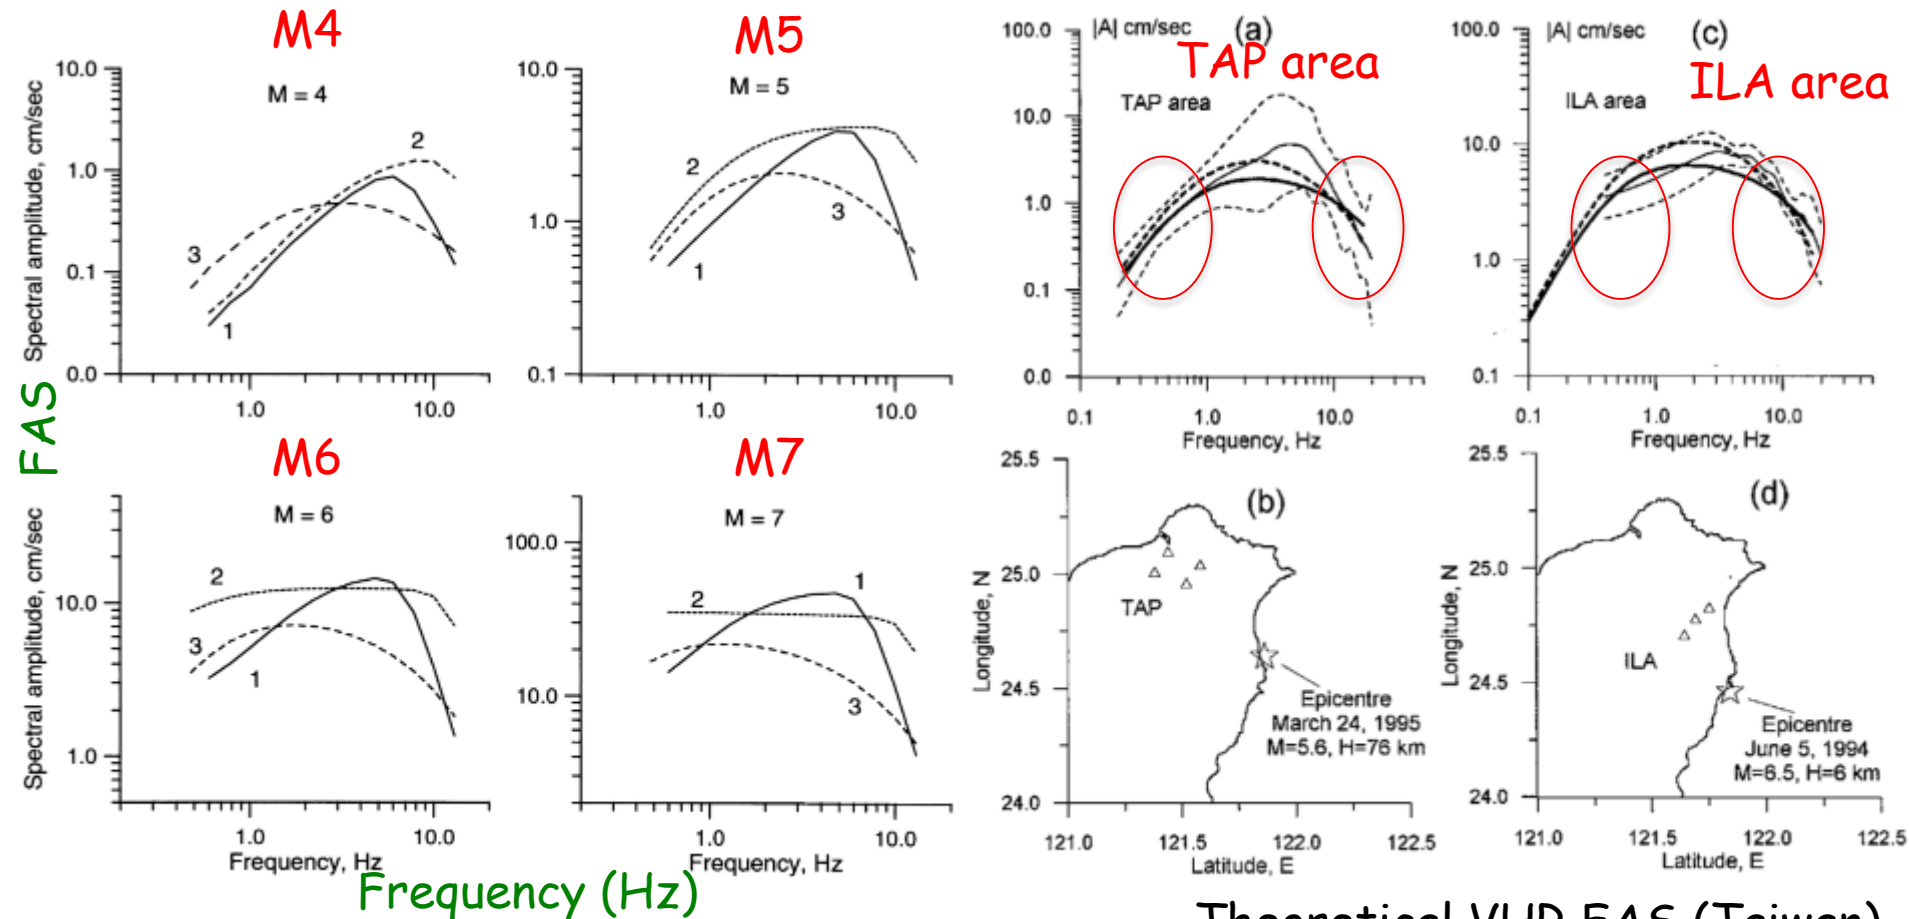 M4
M5
M = 4
M = 5
10.0
1.0
0.1
0.0
Spectral amplitude, cm/sec
1
2
3
1.0
10.0
10.0
1.0
0.1
1
2
3
1.0
10.0
FAS
M6
M7
M = 6
M = 7
10.0
1.0
Spectral amplitude, cm/sec
1
2
3
1.0
10.0
Frequency, Hz
100.0
10.0
1
2
3
1.0
10.0
Frequency, Hz
Frequency (Hz)
|A| cm/sec
(a)
TAP area
TAP area
100.0
10.0
1.0
0.1
0.0
0.1
1.0
10.0
Frequency, Hz
|A| cm/sec
(c)
ILA area
ILA area
100.0
10.0
1.0
0.1
0.1
1.0
10.0
Frequency, Hz
25.5
25.0
24.5
24.0
Longitude, N
(b)
TAP
Epicentre
March 24, 1995
M=5.6, H=76 km
121.0
121.5
122.0
122.5
Latitude, E
25.5
25.0
24.5
24.0
Longitude, N
(d)
ILA
Epicentre
June 5, 1994
M=6.5, H=6 km
121.0
121.5
122.0
122.5
Latitude, E
Theoretical VHR FAS (Taiwan)